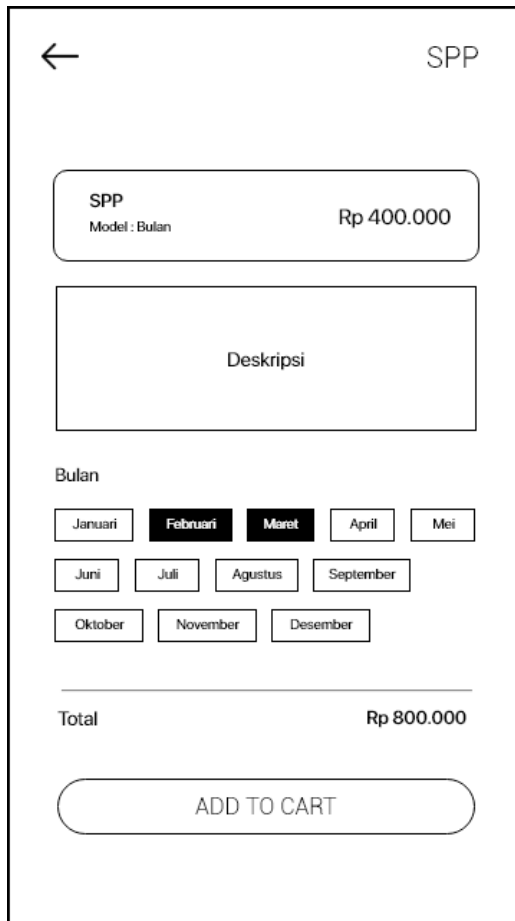 SPP
SPP
Model : Bulan
Rp 400.000
Deskripsi
Bulan
Januari Februari Maret April Mei
Juni Juli Agustus September
Oktober November Desember
Total Rp 800.000
ADD TO CART